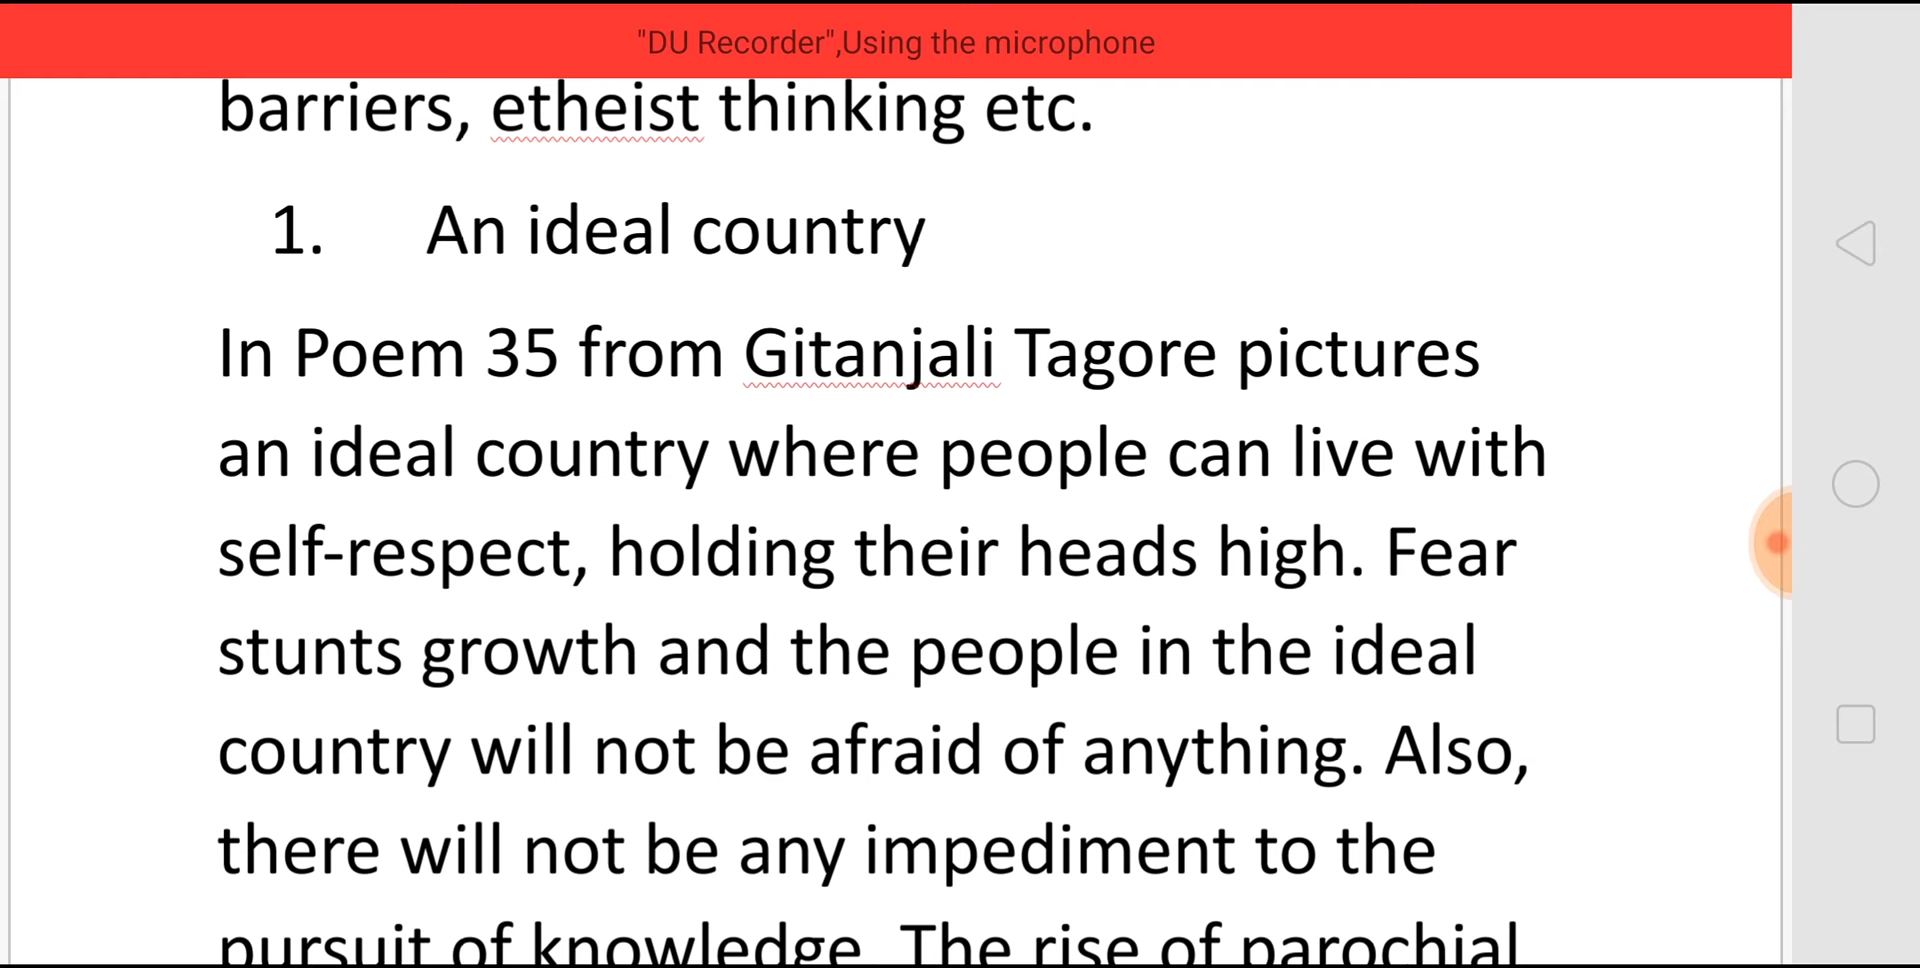 "DU Recorder",Using the microphone
barriers, etheist thinking etc.
1. An ideal country
In Poem 35 from Gitanjali Tagore pictures
an ideal country where people can live with
self-respect, holding their heads high. Fear
stunts growth and the people in the ideal
country will not be afraid of anything. Also,
there will not be any impediment to the
pursuit of knowledge. The rise of parochial